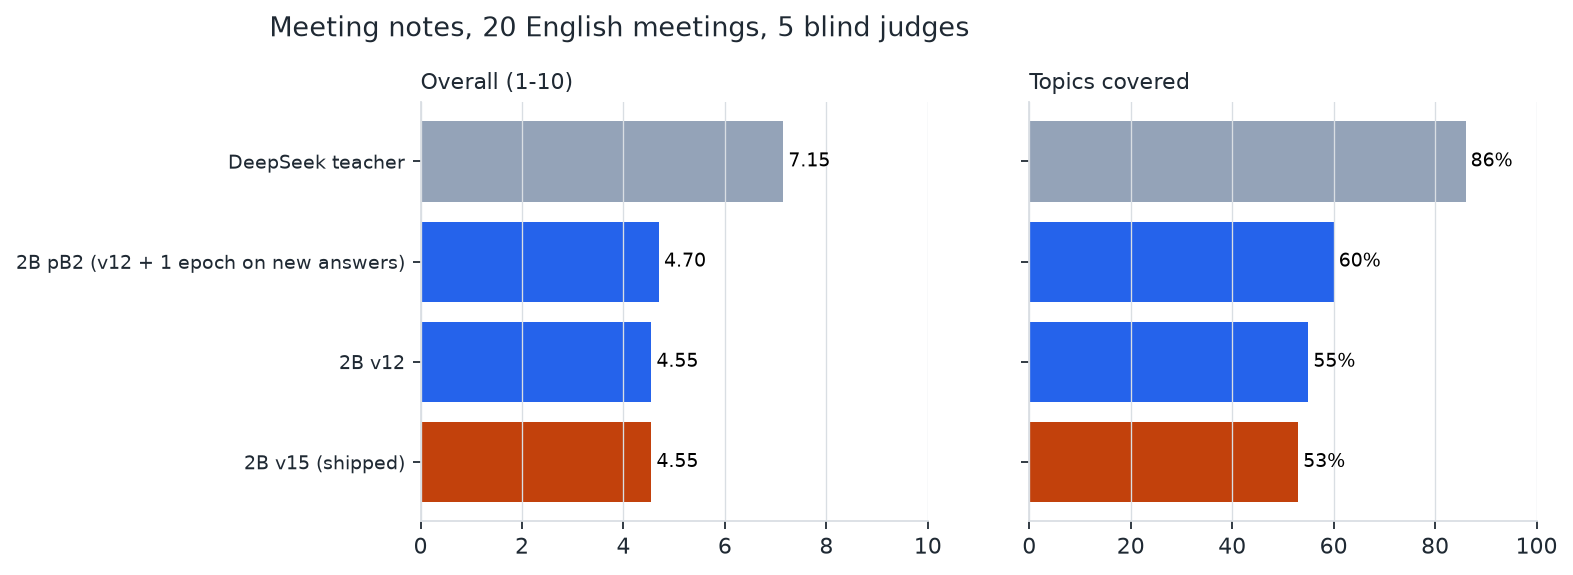 Meeting notes, 20 English meetings, 5 blind judges
Overall (1-10)
DeepSeek teacher
7.15
2B pB2 (v12 + 1 epoch on new answers)
4.70
2B v12
4.55
2B v15 (shipped)
4.55
0 2 4 6 8 10
Topics covered
86%
60%
55%
53%
0 20 40 60 80 100